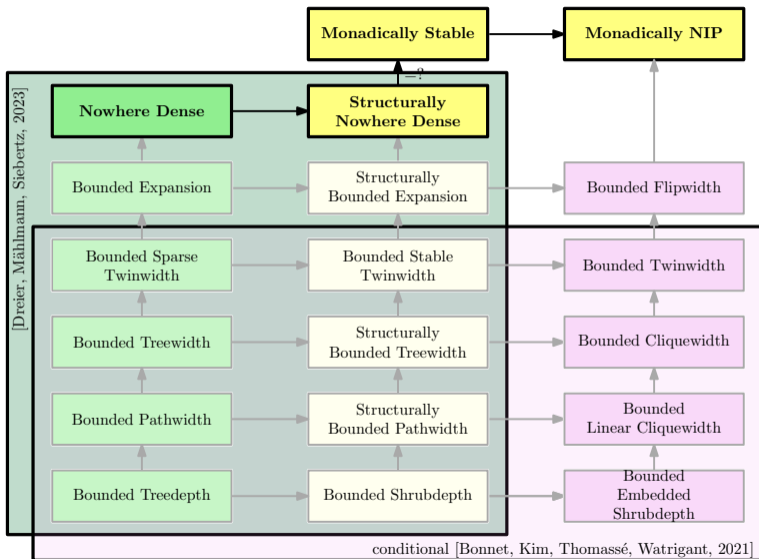 Monadically Stable
Monadically NIP
=?
Nowhere Dense
Structurally
Nowhere Dense
[Dreier, Mählmann, Siebertz, 2023]
Bounded Expansion
Structurally
Bounded Expansion
Bounded Flipwidth
Bounded Sparse
Twinwidth
Bounded Stable
Twinwidth
Bounded Twinwidth
Bounded Treewidth
Structurally
Bounded Treewidth
Bounded Cliquewidth
Bounded Pathwidth
Structurally
Bounded Pathwidth
Bounded
Linear Cliquewidth
Bounded Treedepth
Bounded Shrubdepth
Bounded
Embedded
Shrubdepth
conditional [Bonnet, Kim, Thomassé, Watrigant, 2021]